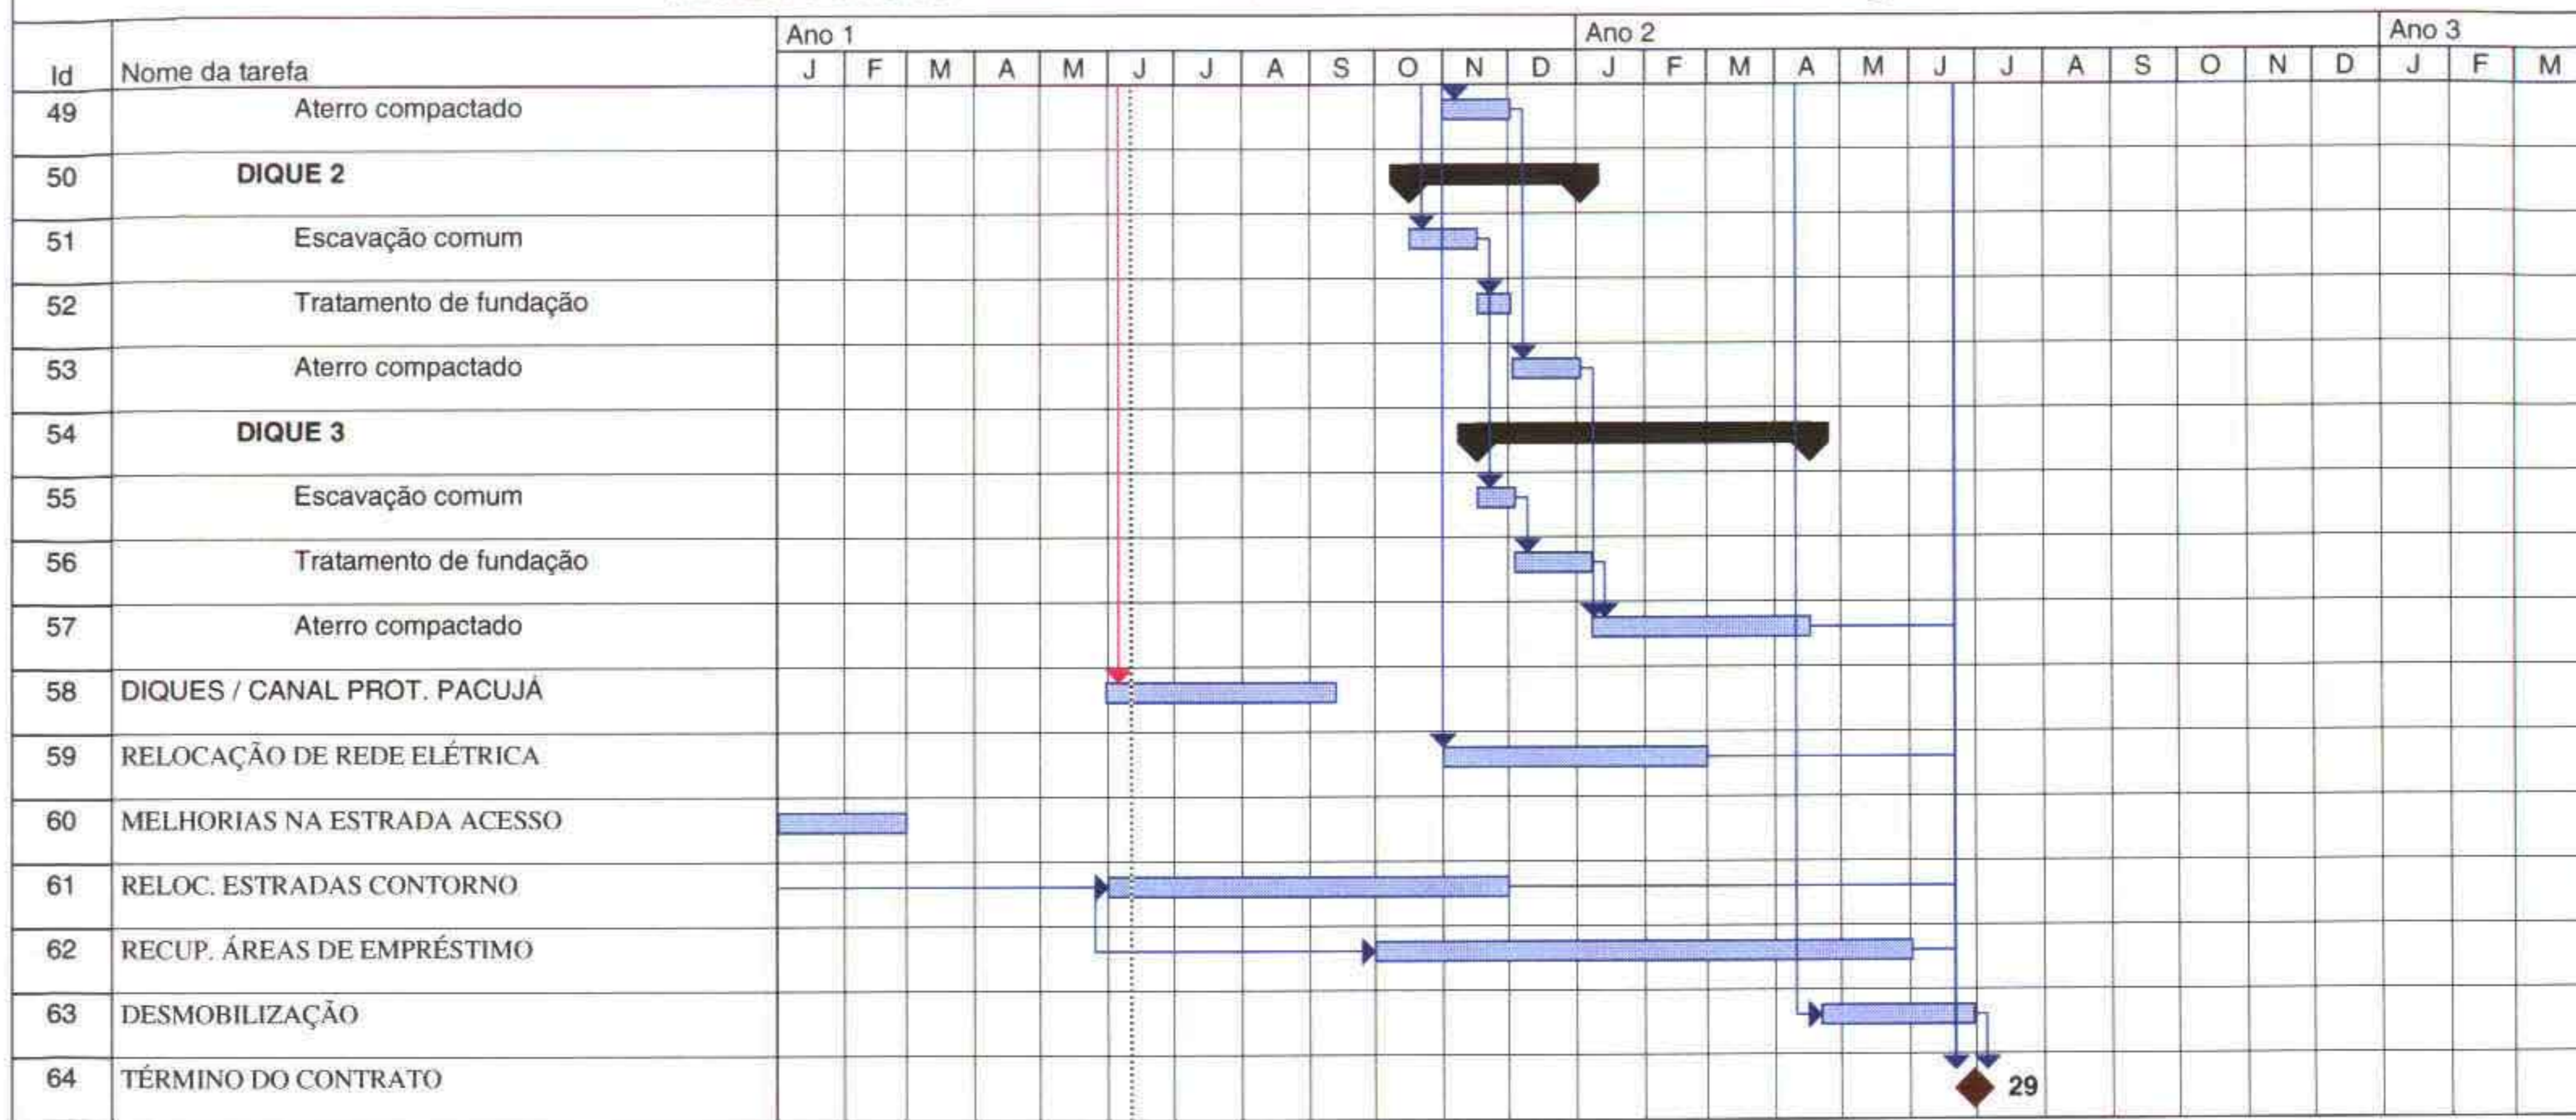 Ano 1 Ano 2 Ano 3
Id Nome da tarefa J F M A M J J A S O N D J F M A M J J A S O N D J F M
49 Aterro compactado
50 DIQUE 2
51 Escavação comum
52 Tratamento de fundação
53 Aterro compactado
54 DIQUE 3
55 Escavação comum
56 Tratamento de fundação
57 Aterro compactado
58 DIQUES / CANAL PROT. PACUJÁ
59 RELOCAÇÃO DE REDE ELÉTRICA
60 MELHORIAS NA ESTRADA ACESSO
61 RELOC. ESTRADAS CONTORNO
62 RECUP. ÁREAS DE EMPRÉSTIMO
63 DESMOBILIZAÇÃO
64 TÉRMINO DO CONTRATO 29